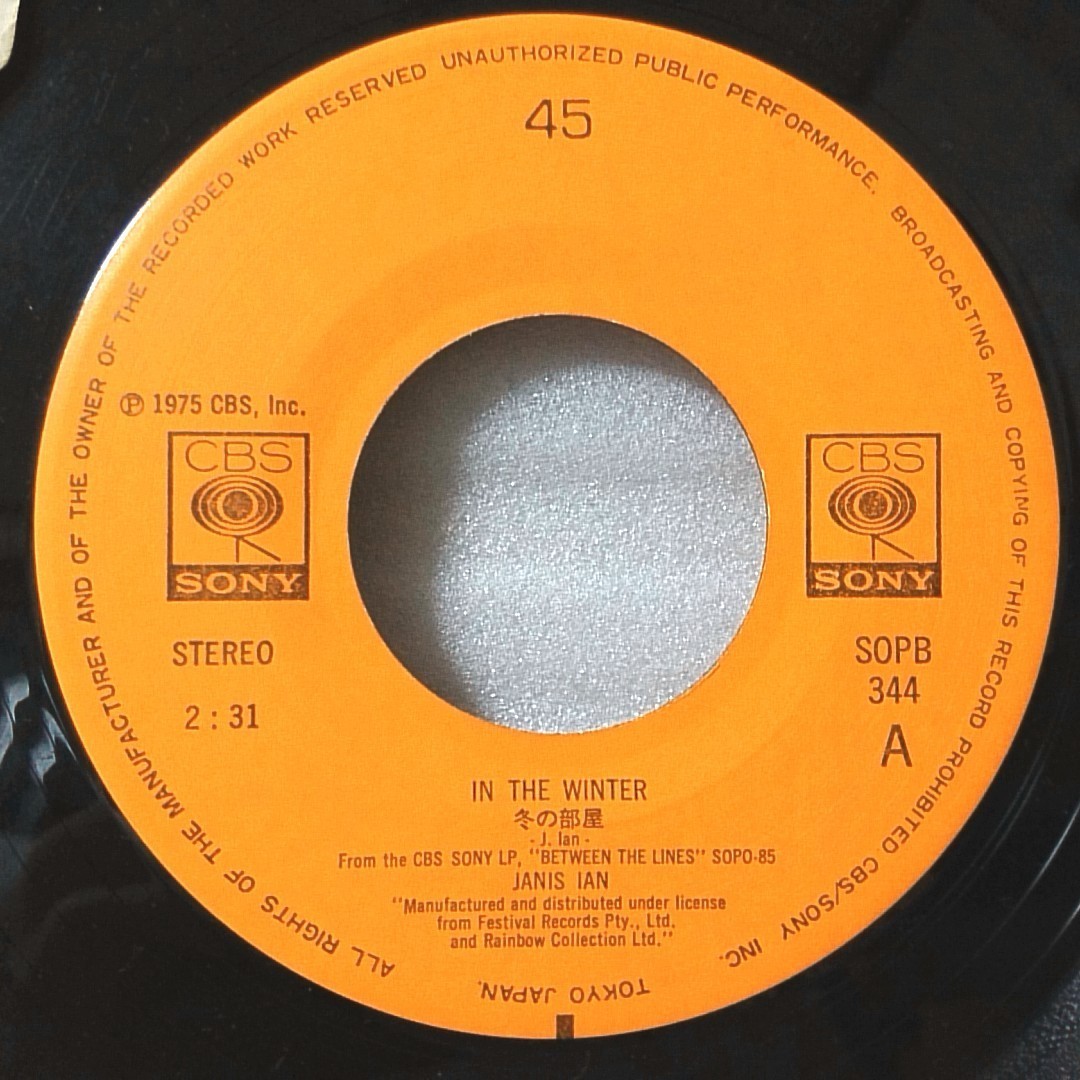 ALL RIGHTS OF THE MANUFACTURER AND OF THE OWNER OF THE RECORDED WORK RESERVED UNAUTHORIZED PUBLIC PERFORMANCE. BROADCASTING AND COPYING OF THIS RECORD PROHIBITED CBS/SONY INC. TOKYO JAPAN.
45
Ⓟ 1975 CBS, Inc.
CBS
SONY
CBS
SONY
STEREO
2 : 31
SOPB
344
A
IN THE WINTER
冬の部屋
- J. Ian -
From the CBS SONY LP, "BETWEEN THE LINES" SOPO-85
JANIS IAN
"Manufactured and distributed under license
from Festival Records Pty., Ltd.
and Rainbow Collection Ltd."